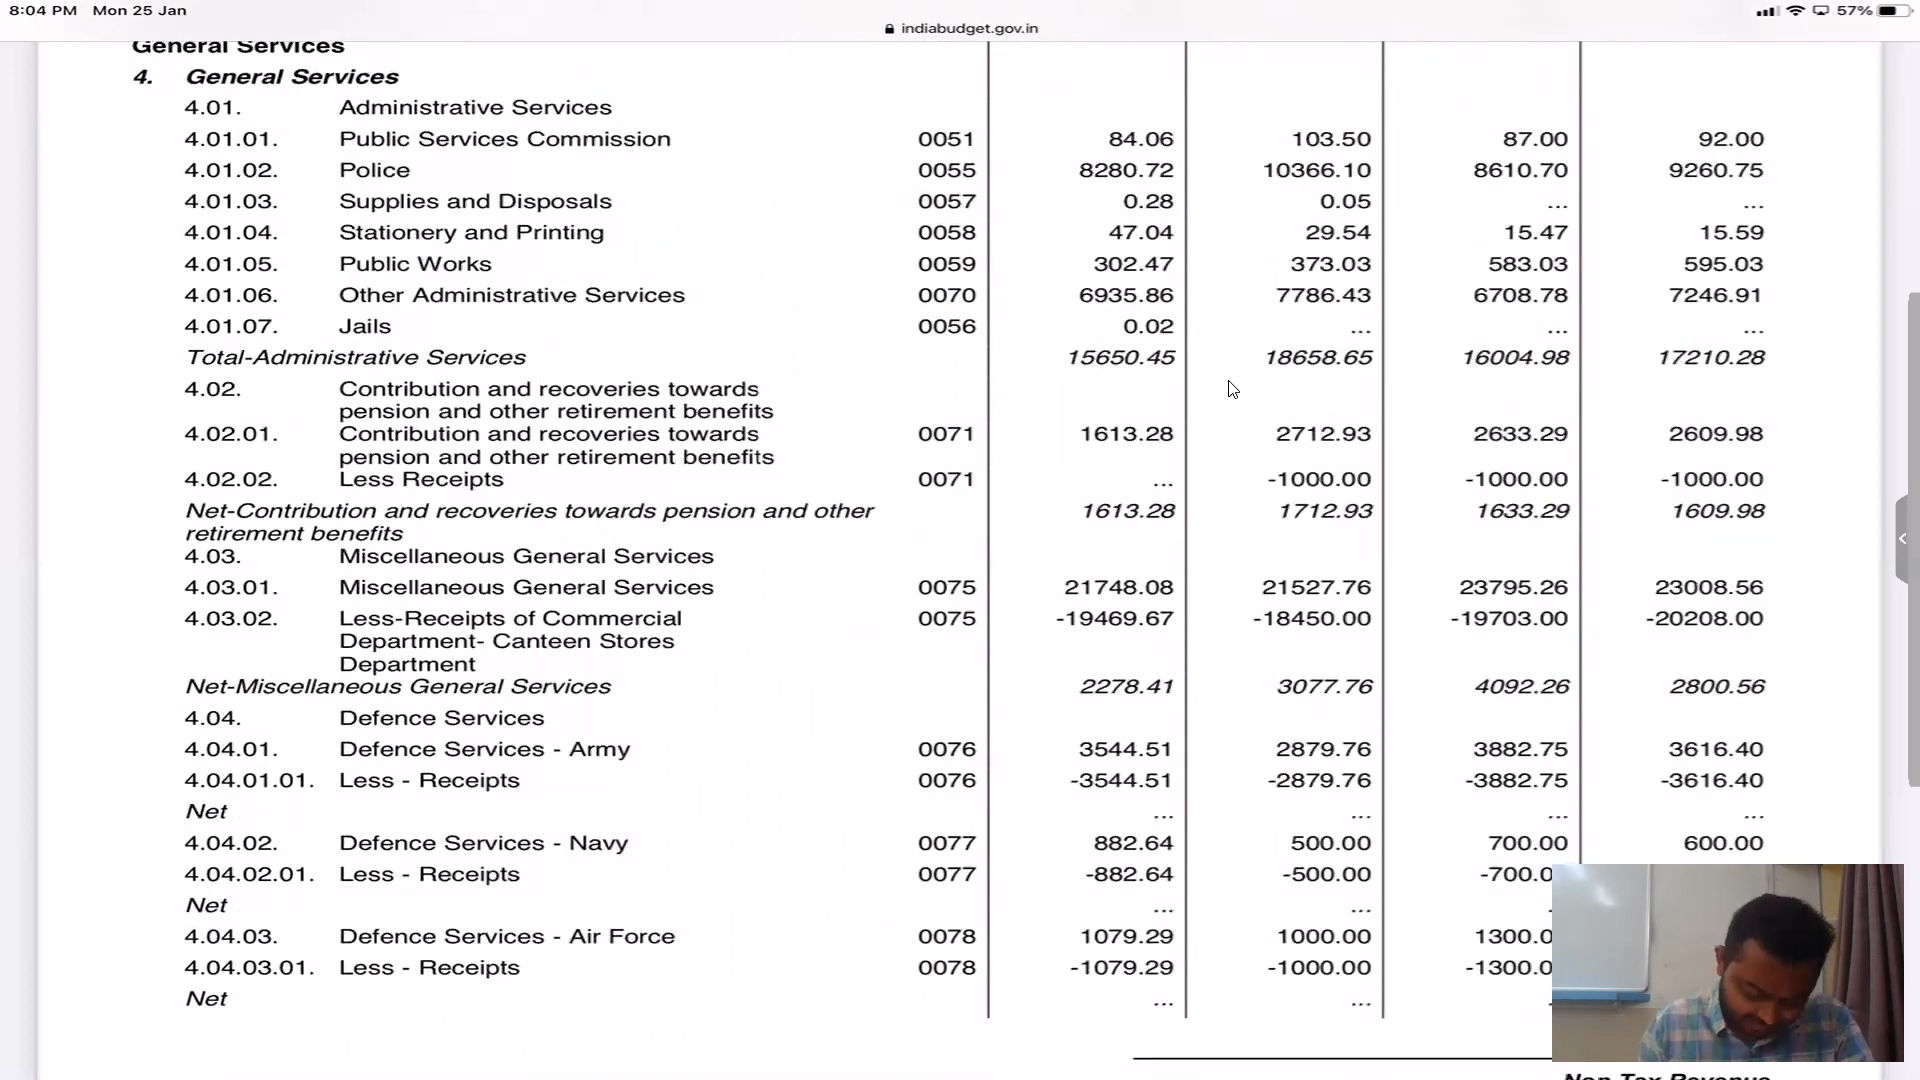 8:04 PM Mon 25 Jan
57%
indiabudget.gov.in
General Services
4. General Services
4.01. Administrative Services
4.01.01. Public Services Commission 0051 84.06 103.50 87.00 92.00
4.01.02. Police 0055 8280.72 10366.10 8610.70 9260.75
4.01.03. Supplies and Disposals 0057 0.28 0.05 ... ...
4.01.04. Stationery and Printing 0058 47.04 29.54 15.47 15.59
4.01.05. Public Works 0059 302.47 373.03 583.03 595.03
4.01.06. Other Administrative Services 0070 6935.86 7786.43 6708.78 7246.91
4.01.07. Jails 0056 0.02 ... ... ...
Total-Administrative Services 15650.45 18658.65 16004.98 17210.28
4.02. Contribution and recoveries towards
pension and other retirement benefits
4.02.01. Contribution and recoveries towards 0071 1613.28 2712.93 2633.29 2609.98
pension and other retirement benefits
4.02.02. Less Receipts 0071 ... -1000.00 -1000.00 -1000.00
Net-Contribution and recoveries towards pension and other 1613.28 1712.93 1633.29 1609.98
retirement benefits
4.03. Miscellaneous General Services
4.03.01. Miscellaneous General Services 0075 21748.08 21527.76 23795.26 23008.56
4.03.02. Less-Receipts of Commercial 0075 -19469.67 -18450.00 -19703.00 -20208.00
Department- Canteen Stores
Department
Net-Miscellaneous General Services 2278.41 3077.76 4092.26 2800.56
4.04. Defence Services
4.04.01. Defence Services - Army 0076 3544.51 2879.76 3882.75 3616.40
4.04.01.01. Less - Receipts 0076 -3544.51 -2879.76 -3882.75 -3616.40
Net ... ... ... ...
4.04.02. Defence Services - Navy 0077 882.64 500.00 700.00 600.00
4.04.02.01. Less - Receipts 0077 -882.64 -500.00 -700.0
Net ... ...
4.04.03. Defence Services - Air Force 0078 1079.29 1000.00 1300.0
4.04.03.01. Less - Receipts 0078 -1079.29 -1000.00 -1300.0
Net ... ...